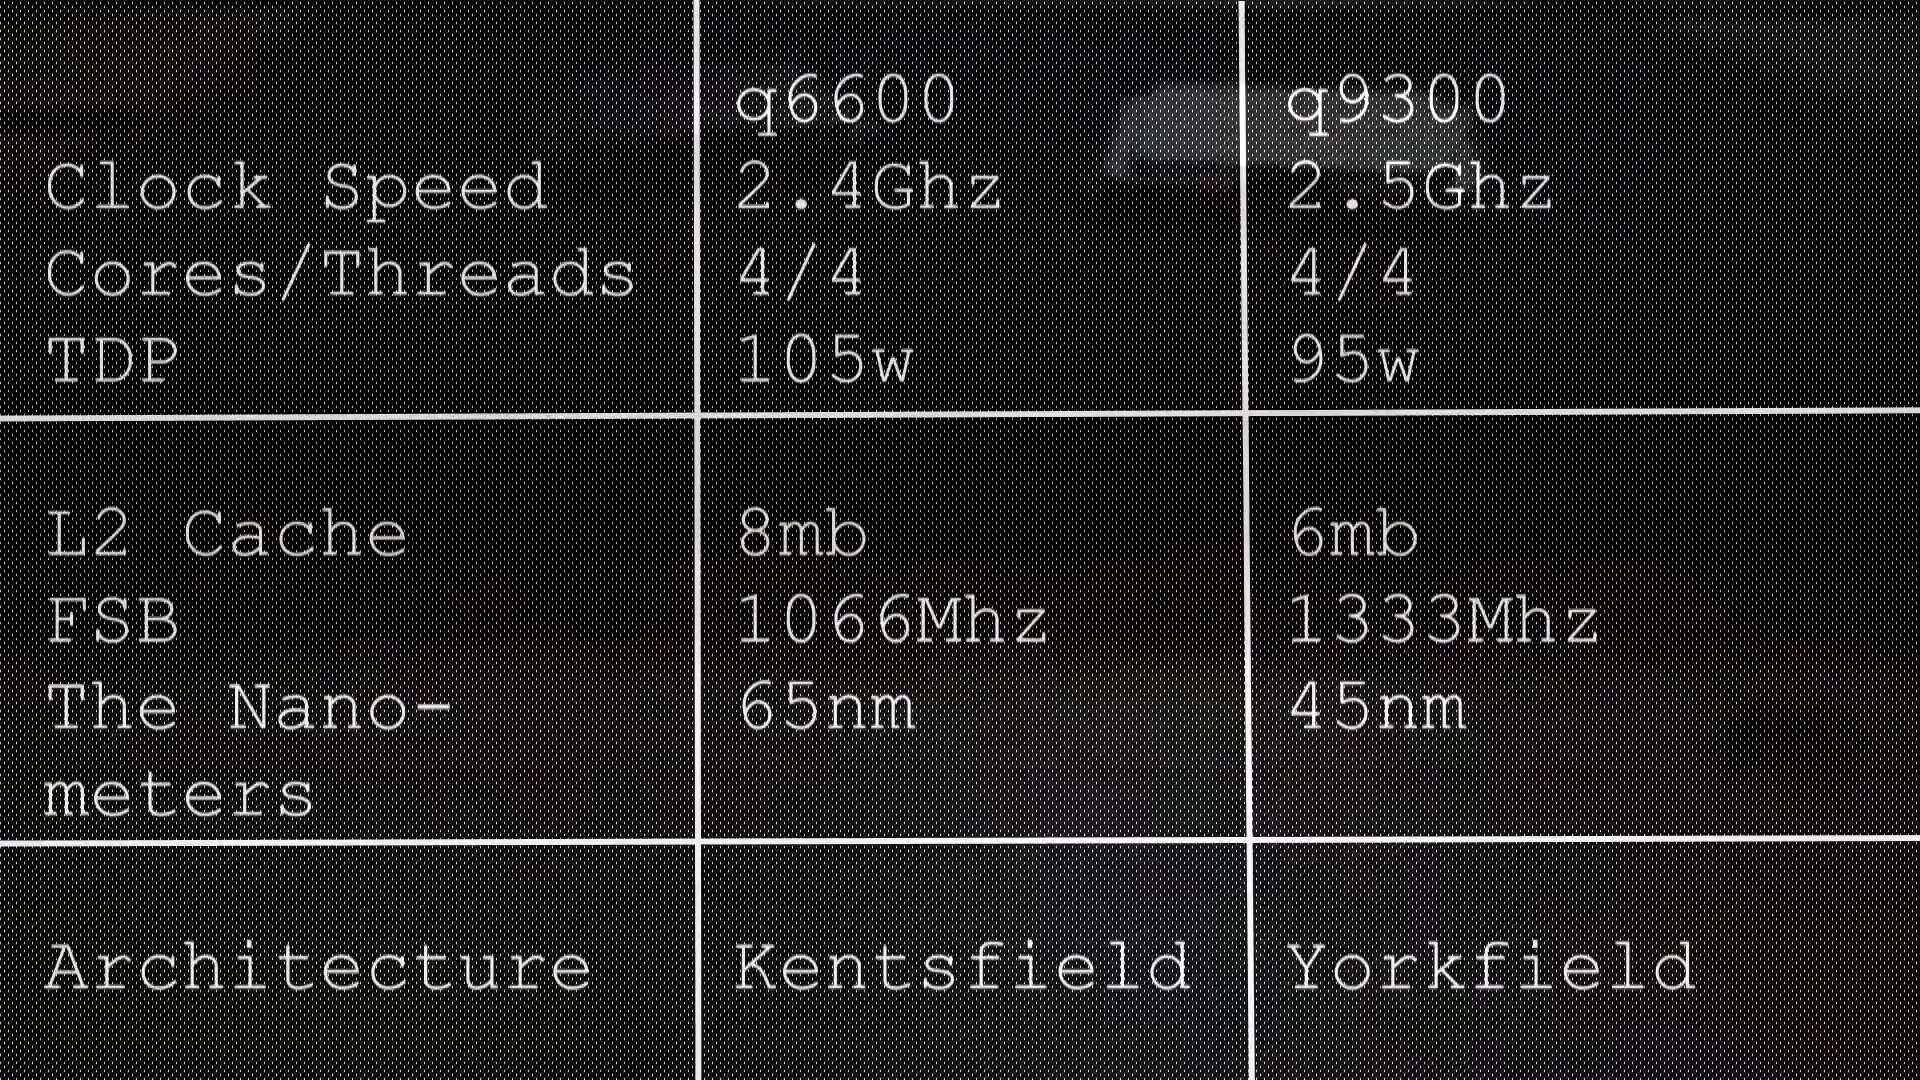 q6600 q9300
Clock Speed 2.4Ghz 2.5Ghz
Cores/Threads 4/4 4/4
TDP 105w 95w
L2 Cache 8mb 6mb
FSB 1066Mhz 1333Mhz
The Nano- 65nm 45nm
meters
Architecture Kentsfield Yorkfield